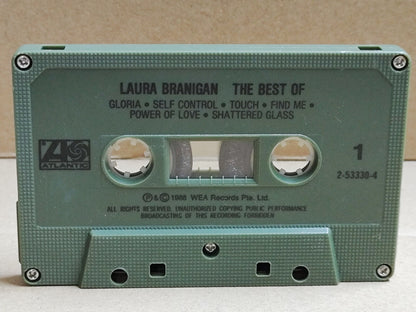 LAURA BRANIGAN THE BEST OF
GLORIA • SELF CONTROL • TOUCH • FIND ME •
POWER OF LOVE • SHATTERED GLASS
ATLANTIC
1
2-53330-4
℗&© 1988 WEA Records Pte. Ltd.
ALL RIGHTS RESERVED. UNAUTHORIZED COPYING PUBLIC PERFORMANCE
BROADCASTING OF THIS RECORDING FORBIDDEN